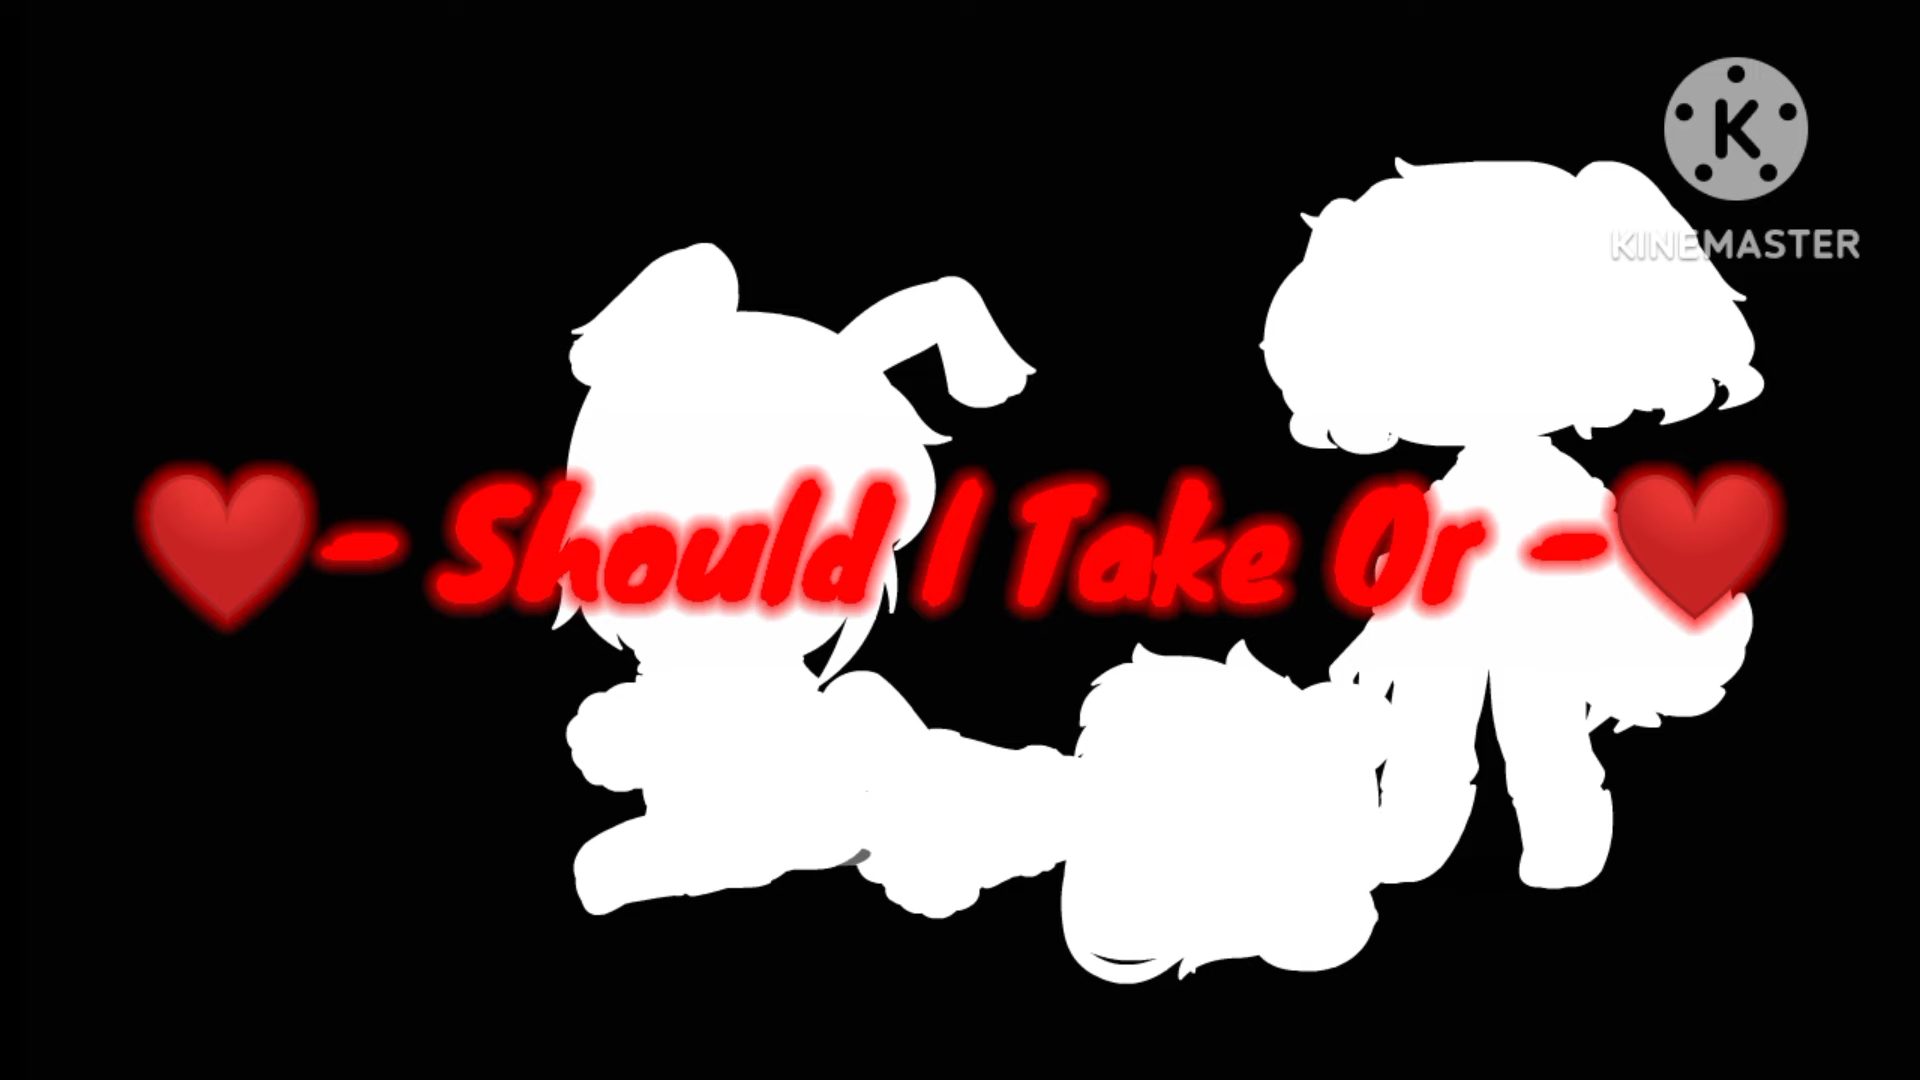 K
KINEMASTER
❤️- Should I Take Or -❤️